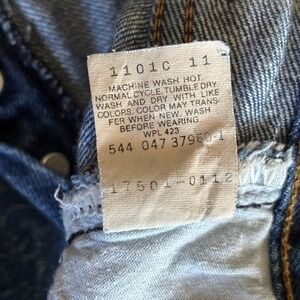 1101C 11
MACHINE WASH HOT.
NORMAL CYCLE. TUMBLE DRY.
WASH AND DRY WITH LIKE
COLORS. COLOR MAY TRANS-
FER WHEN NEW. WASH
BEFORE WEARING.
WPL 423
544 047 37960-1
17501-0112